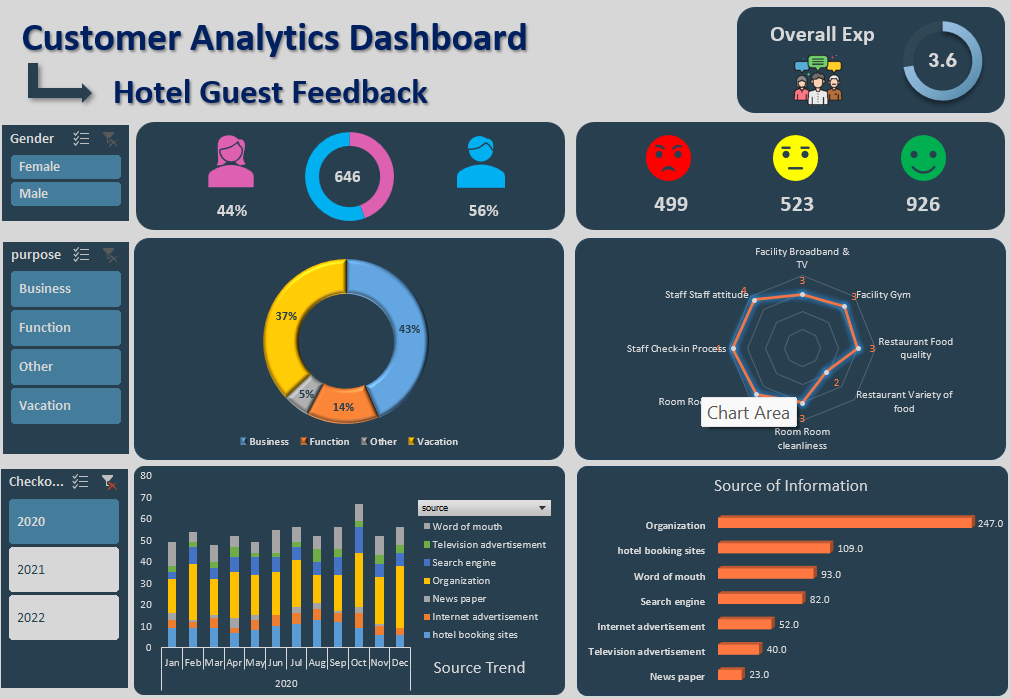 Customer Analytics Dashboard
Hotel Guest Feedback
Overall Exp
3.6
Gender
Female
Male
44%
646
56%
499
523
926
purpose
Business
Function
Other
Vacation
37%
43%
5%
14%
Business Function Other Vacation
Facility Broadband &
TV
3
4
Staff Staff attitude
3
Facility Gym
Staff Check-in Process
3
Restaurant Food
quality
2
Restaurant Variety of
food
Room
Chart Area
3
Room Room
cleanliness
Checko...
2020
2021
2022
80
70
60
50
40
30
20
10
0
Jan Feb Mar Apr May Jun Jul Aug Sep Oct Nov Dec
2020
source
Word of mouth
Television advertisement
Search engine
Organization
News paper
Internet advertisement
hotel booking sites
Source Trend
Source of Information
Organization 247.0
hotel booking sites 109.0
Word of mouth 93.0
Search engine 82.0
Internet advertisement 52.0
Television advertisement 40.0
News paper 23.0